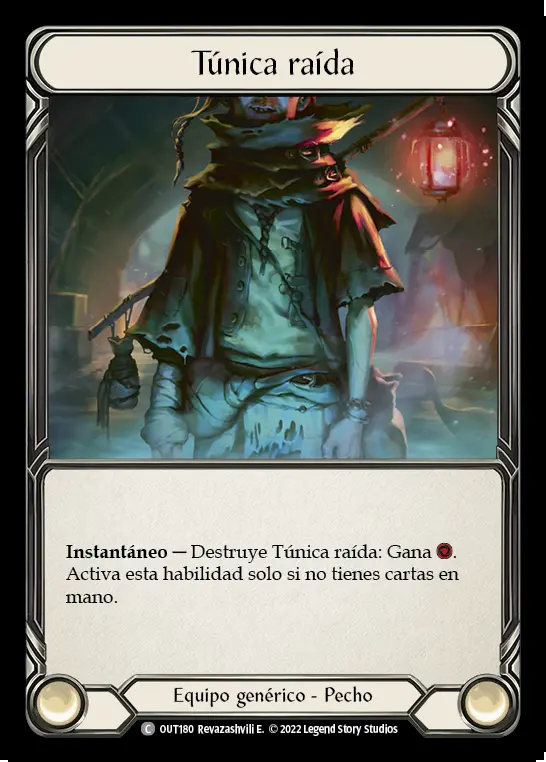 Túnica raída
Instantáneo — Destruye Túnica raída: Gana .
Activa esta habilidad solo si no tienes cartas en
mano.
Equipo genérico - Pecho
C OUT180 Revazashvili E. © 2022 Legend Story Studios